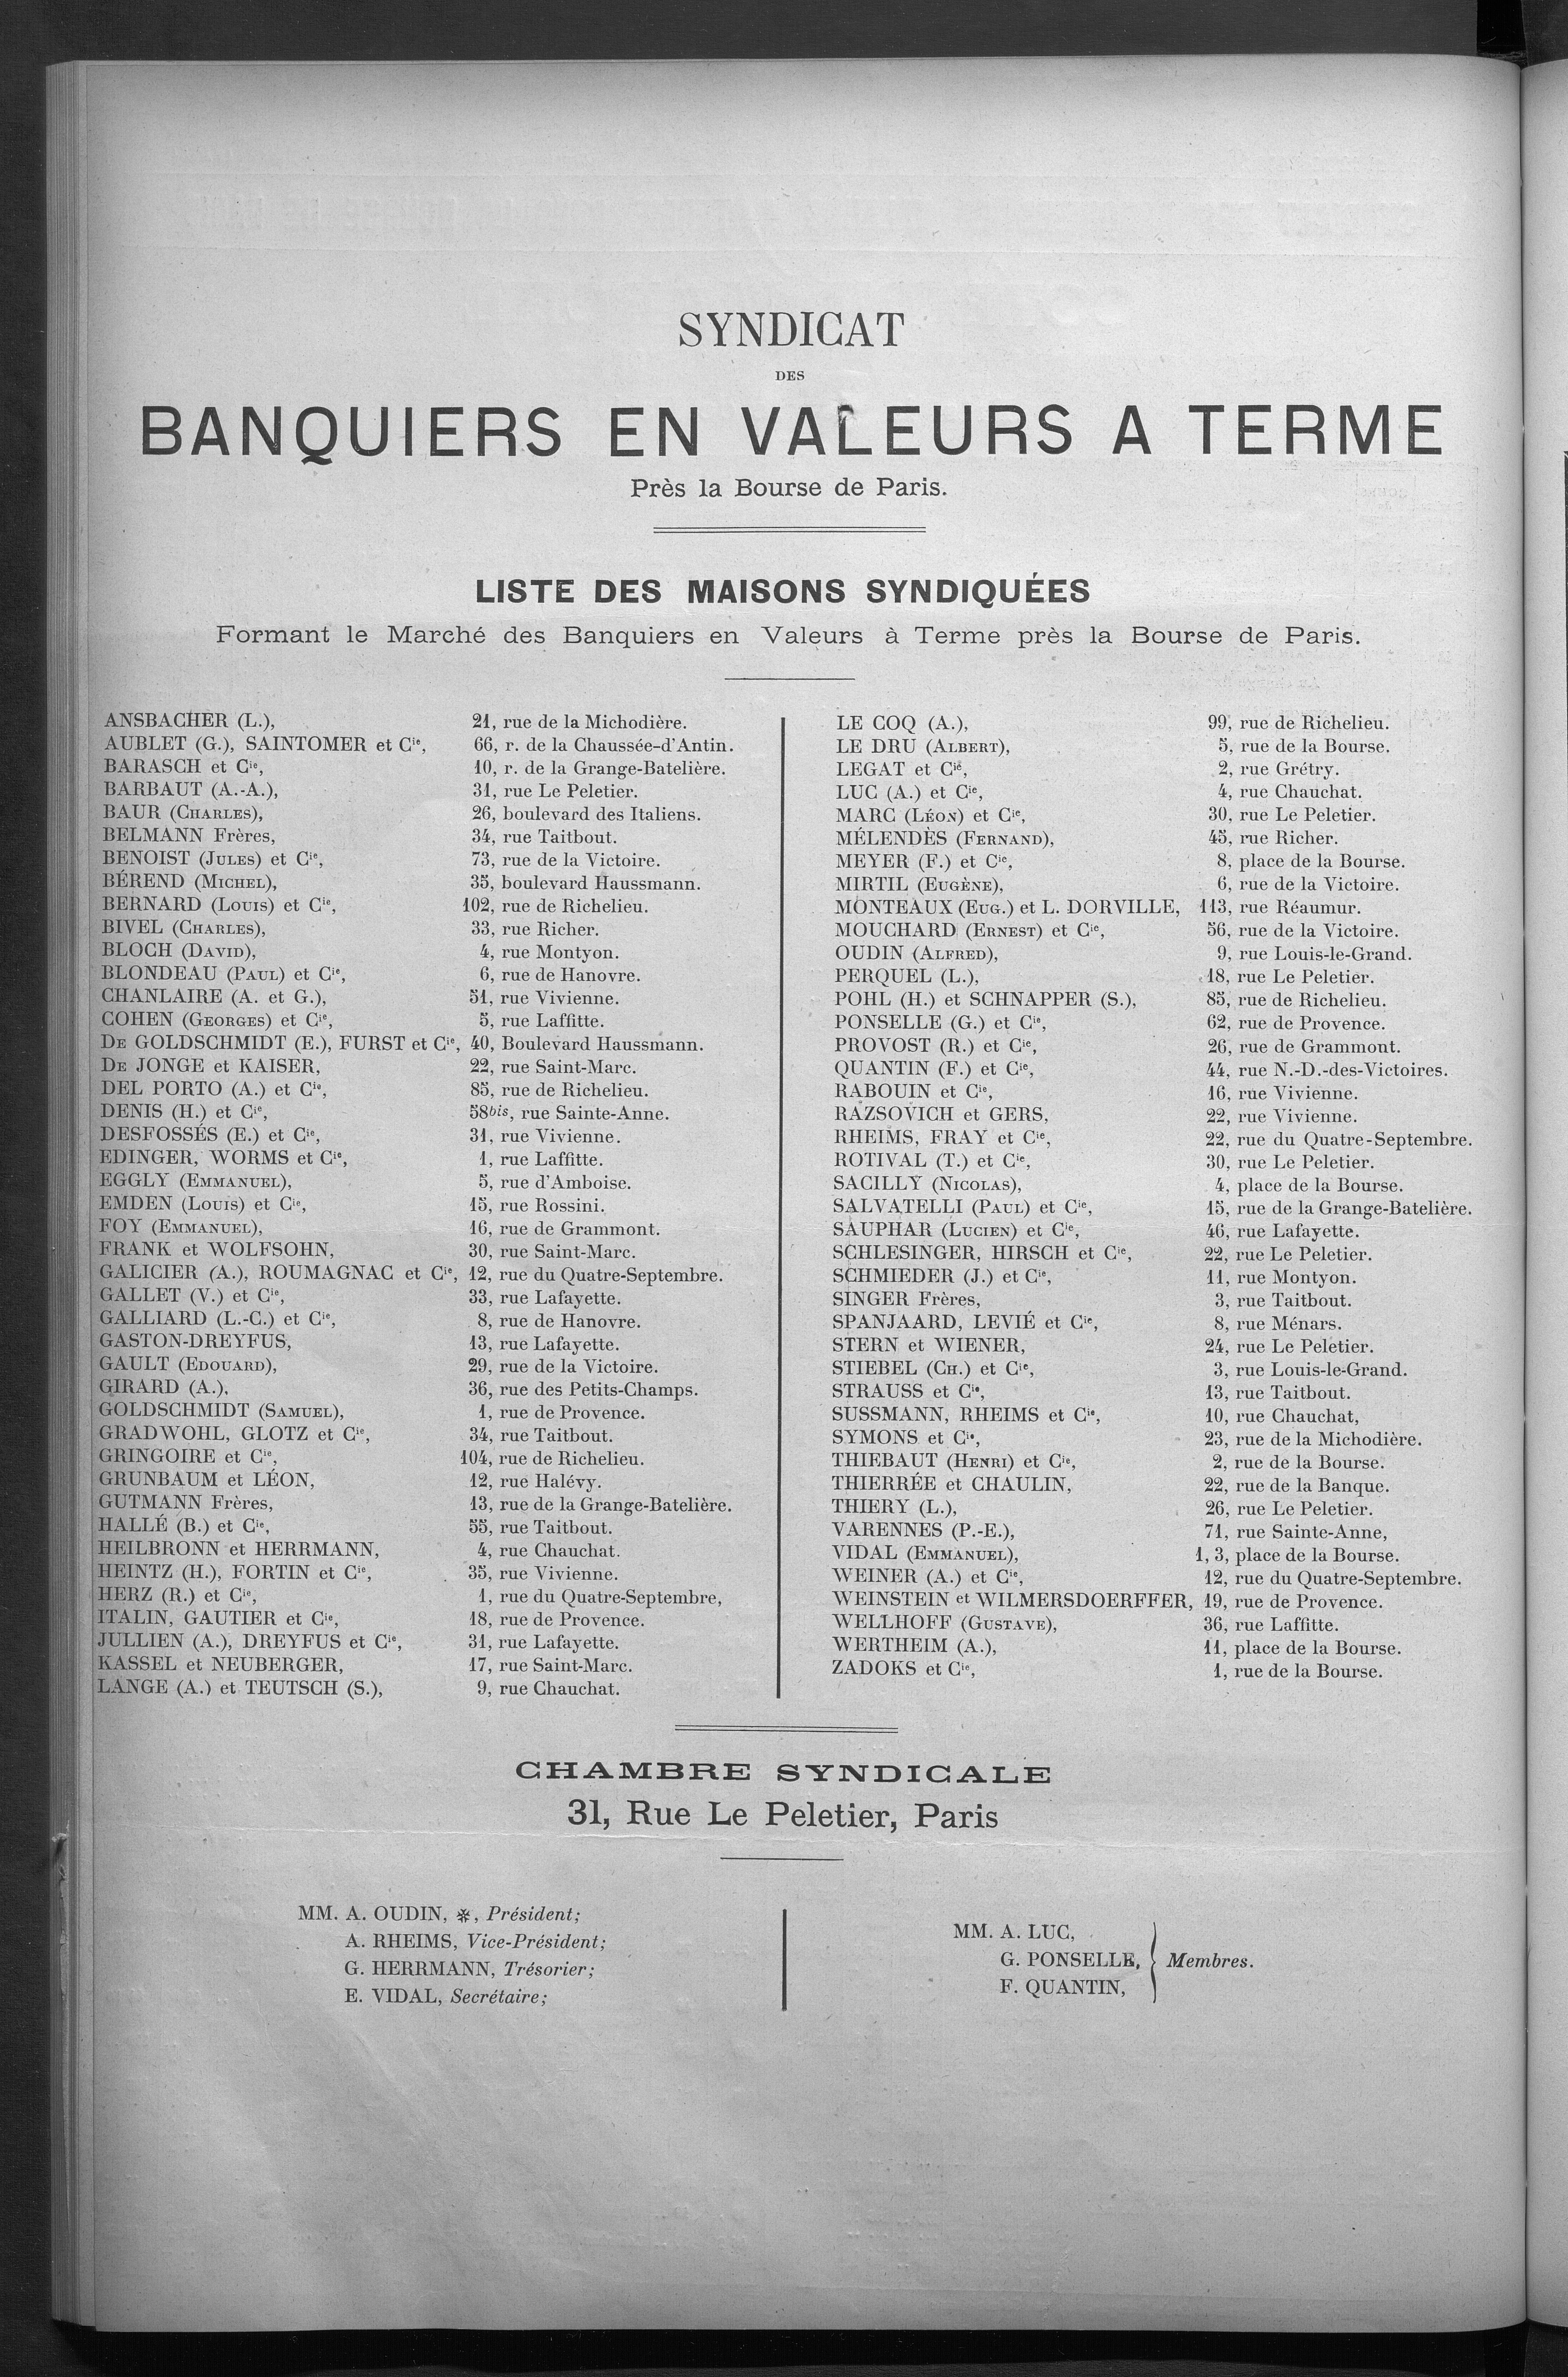 SYNDICAT
DES
BANQUIERS EN VALEURS A TERME
Près la Bourse de Paris.
LISTE DES MAISONS SYNDIQUÉES
Formant le Marché des Banquiers en Valeurs à Terme près la Bourse de Paris.
ANSBACHER (L.), 21, rue de la Michodière.
AUBLET (G.), SAINTOMER et Cie, 66, r. de la Chaussée-d'Antin.
BARASCH et Cie, 10, r. de la Grange-Batelière.
BARBAUT (A.-A.), 31, rue Le Peletier.
BAUR (CHARLES), 26, boulevard des Italiens.
BELMANN Frères, 34, rue Taitbout.
BENOIST (JULES) et Cie, 73, rue de la Victoire.
BÉREND (MICHEL), 35, boulevard Haussmann.
BERNARD (LOUIS) et Cie, 102, rue de Richelieu.
BIVEL (CHARLES), 33, rue Richer.
BLOCH (DAVID), 4, rue Montyon.
BLONDEAU (PAUL) et Cie, 6, rue de Hanovre.
CHANLAIRE (A. et G.), 51, rue Vivienne.
COHEN (GEORGES) et Cie, 5, rue Laffitte.
DE GOLDSCHMIDT (E.), FURST et Cie, 40, Boulevard Haussmann.
DE JONGE et KAISER, 22, rue Saint-Marc.
DEL PORTO (A.) et Cie, 85, rue de Richelieu.
DENIS (H.) et Cie, 58bis, rue Sainte-Anne.
DESFOSSÉS (E.) et Cie, 31, rue Vivienne.
EDINGER, WORMS et Cie, 1, rue Laffitte.
EGGLY (EMMANUEL), 5, rue d'Amboise.
EMDEN (LOUIS) et Cie, 15, rue Rossini.
FOY (EMMANUEL), 16, rue de Grammont.
FRANK et WOLFSOHN, 30, rue Saint-Marc.
GALICIER (A.), ROUMAGNAC et Cie, 12, rue du Quatre-Septembre.
GALLET (V.) et Cie, 33, rue Lafayette.
GALLIARD (L.-C.) et Cie, 8, rue de Hanovre.
GASTON-DREYFUS, 13, rue Lafayette.
GAULT (EDOUARD), 29, rue de la Victoire.
GIRARD (A.), 36, rue des Petits-Champs.
GOLDSCHMIDT (SAMUEL), 1, rue de Provence.
GRADWOHL, GLOTZ et Cie, 34, rue Taitbout.
GRINGOIRE et Cie, 104, rue de Richelieu.
GRUNBAUM et LÉON, 12, rue Halévy.
GUTMANN Frères, 13, rue de la Grange-Batelière.
HALLÉ (B.) et Cie, 55, rue Taitbout.
HEILBRONN et HERRMANN, 4, rue Chauchat.
HEINTZ (H.), FORTIN et Cie, 35, rue Vivienne.
HERZ (R.) et Cie, 1, rue du Quatre-Septembre,
ITALIN, GAUTIER et Cie, 18, rue de Provence.
JULLIEN (A.), DREYFUS et Cie, 31, rue Lafayette.
KASSEL et NEUBERGER, 17, rue Saint-Marc.
LANGE (A.) et TEUTSCH (S.), 9, rue Chauchat.
LE COQ (A.), 99, rue de Richelieu.
LE DRU (ALBERT), 5, rue de la Bourse.
LEGAT et Cie, 2, rue Grétry.
LUC (A.) et Cie, 4, rue Chauchat.
MARC (LÉON) et Cie, 30, rue Le Peletier.
MÉLENDÈS (FERNAND), 45, rue Richer.
MEYER (F.) et Cie, 8, place de la Bourse.
MIRTIL (EUGÈNE), 6, rue de la Victoire.
MONTEAUX (EUG.) et L. DORVILLE, 113, rue Réaumur.
MOUCHARD (ERNEST) et Cie, 56, rue de la Victoire.
OUDIN (ALFRED), 9, rue Louis-le-Grand.
PERQUEL (L.), 18, rue Le Peletier.
POHL (H.) et SCHNAPPER (S.), 85, rue de Richelieu.
PONSELLE (G.) et Cie, 62, rue de Provence.
PROVOST (R.) et Cie, 26, rue de Grammont.
QUANTIN (F.) et Cie, 44, rue N.-D.-des-Victoires.
RABOUIN et Cie, 16, rue Vivienne.
RAZSOVICH et GERS, 22, rue Vivienne.
RHEIMS, FRAY et Cie, 22, rue du Quatre-Septembre.
ROTIVAL (T.) et Cie, 30, rue Le Peletier.
SACILLY (NICOLAS), 4, place de la Bourse.
SALVATELLI (PAUL) et Cie, 15, rue de la Grange-Batelière.
SAUPHAR (LUCIEN) et Cie, 46, rue Lafayette.
SCHLESINGER, HIRSCH et Cie, 22, rue Le Peletier.
SCHMIEDER (J.) et Cie, 11, rue Montyon.
SINGER Frères, 3, rue Taitbout.
SPANJAARD, LEVIÉ et Cie, 8, rue Ménars.
STERN et WIENER, 24, rue Le Peletier.
STIEBEL (CH.) et Cie, 3, rue Louis-le-Grand.
STRAUSS et Cie, 13, rue Taitbout.
SUSSMANN, RHEIMS et Cie, 10, rue Chauchat,
SYMONS et Cie, 23, rue de la Michodière.
THIEBAUT (HENRI) et Cie, 2, rue de la Bourse.
THIERRÉE et CHAULIN, 22, rue de la Banque.
THIERY (L.), 26, rue Le Peletier.
VARENNES (P.-E.), 71, rue Sainte-Anne,
VIDAL (EMMANUEL), 1, 3, place de la Bourse.
WEINER (A.) et Cie, 12, rue du Quatre-Septembre.
WEINSTEIN et WILMERSDOERFFER, 19, rue de Provence.
WELLHOFF (GUSTAVE), 36, rue Laffitte.
WERTHEIM (A.), 11, place de la Bourse.
ZADOKS et Cie, 1, rue de la Bourse.
CHAMBRE SYNDICALE
31, Rue Le Peletier, Paris
MM. A. OUDIN, ✻, Président;
A. RHEIMS, Vice-Président;
G. HERRMANN, Trésorier;
E. VIDAL, Secrétaire;
MM. A. LUC,
G. PONSELLE, Membres.
F. QUANTIN,